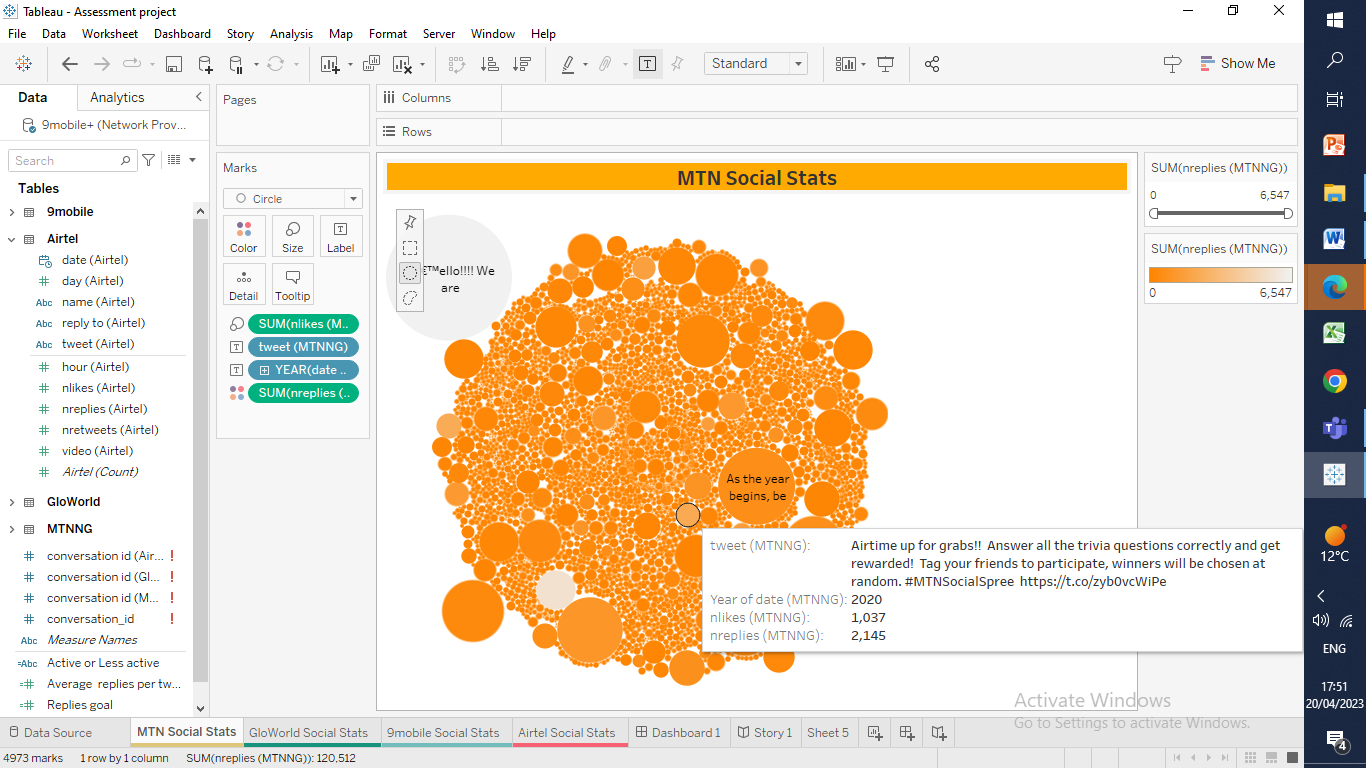 Tableau - Assessment project
File Data Worksheet Dashboard Story Analysis Map Format Server Window Help
Standard
Show Me
Data Analytics
9mobile+ (Network Prov...
Search
Tables
9mobile
Airtel
date (Airtel)
day (Airtel)
Abc name (Airtel)
Abc reply to (Airtel)
Abc tweet (Airtel)
hour (Airtel)
nlikes (Airtel)
nreplies (Airtel)
nretweets (Airtel)
video (Airtel)
Airtel (Count)
GloWorld
MTNNG
conversation id (Air... !
conversation id (Gl... !
conversation id (M... !
conversation_id !
Abc Measure Names
=Abc Active or Less active
=# Average replies per tw...
=# Replies goal
Pages
Columns
Rows
Marks
Circle
Color Size Label
Detail Tooltip
SUM(nlikes (M..
tweet (MTNNG)
YEAR(date ..
SUM(nreplies (..
MTN Social Stats
€™ello!!!! We
are
As the year
begins, be
tweet (MTNNG): Airtime up for grabs!! Answer all the trivia questions correctly and get
rewarded! Tag your friends to participate, winners will be chosen at
random. #MTNSocialSpree https://t.co/zyb0vcWiPe
Year of date (MTNNG): 2020
nlikes (MTNNG): 1,037
nreplies (MTNNG): 2,145
SUM(nreplies (MTNNG))
0 6,547
SUM(nreplies (MTNNG))
0 6,547
Activate Windows
Go to Settings to activate Windows.
Data Source MTN Social Stats GloWorld Social Stats 9mobile Social Stats Airtel Social Stats Dashboard 1 Story 1 Sheet 5
4973 marks 1 row by 1 column SUM(nreplies (MTNNG)): 120,512
12°C
ENG
17:51
20/04/2023
4